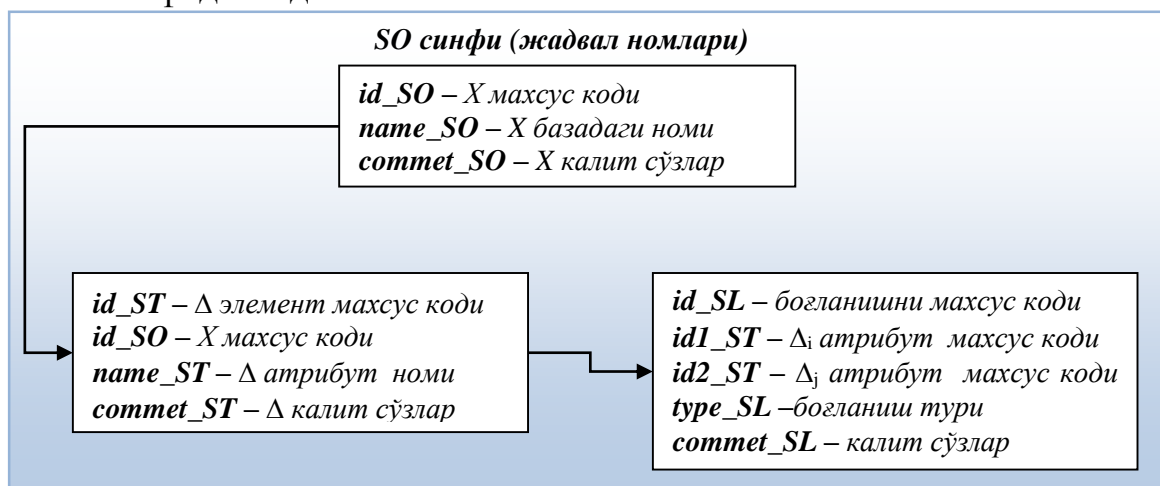 SO синфи (жадвал номлари)
id_SO – X махсус коди
name_SO – X базадаги номи
commet_SO – X калит сўзлар
id_ST – Δ элемент махсус коди
id_SO – X махсус коди
name_ST – Δ атрибут номи
commet_ST – Δ калит сўзлар
id_SL – боғланишни махсус коди
id1_ST – Δi атрибут махсус коди
id2_ST – Δj атрибут махсус коди
type_SL –боғланиш тури
commet_SL – калит сўзлар